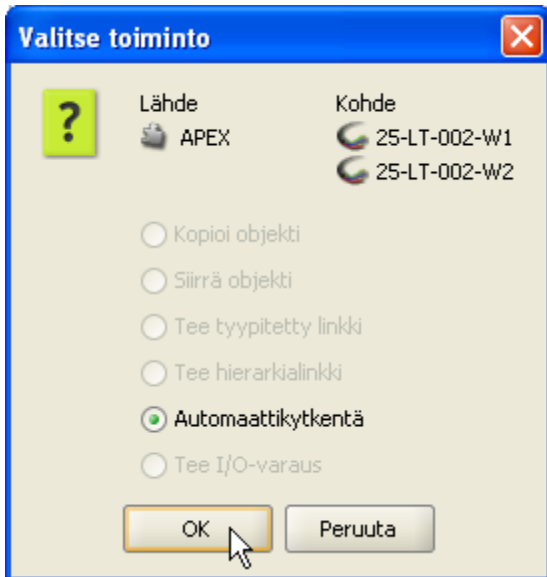 Valitse toiminto
?
Lähde Kohde
APEX 25-LT-002-W1
25-LT-002-W2
Kopioi objekti
Siirrä objekti
Tee tyypitetty linkki
Tee hierarkialinkki
Automaattikytkentä
Tee I/O-varaus
OK Peruuta